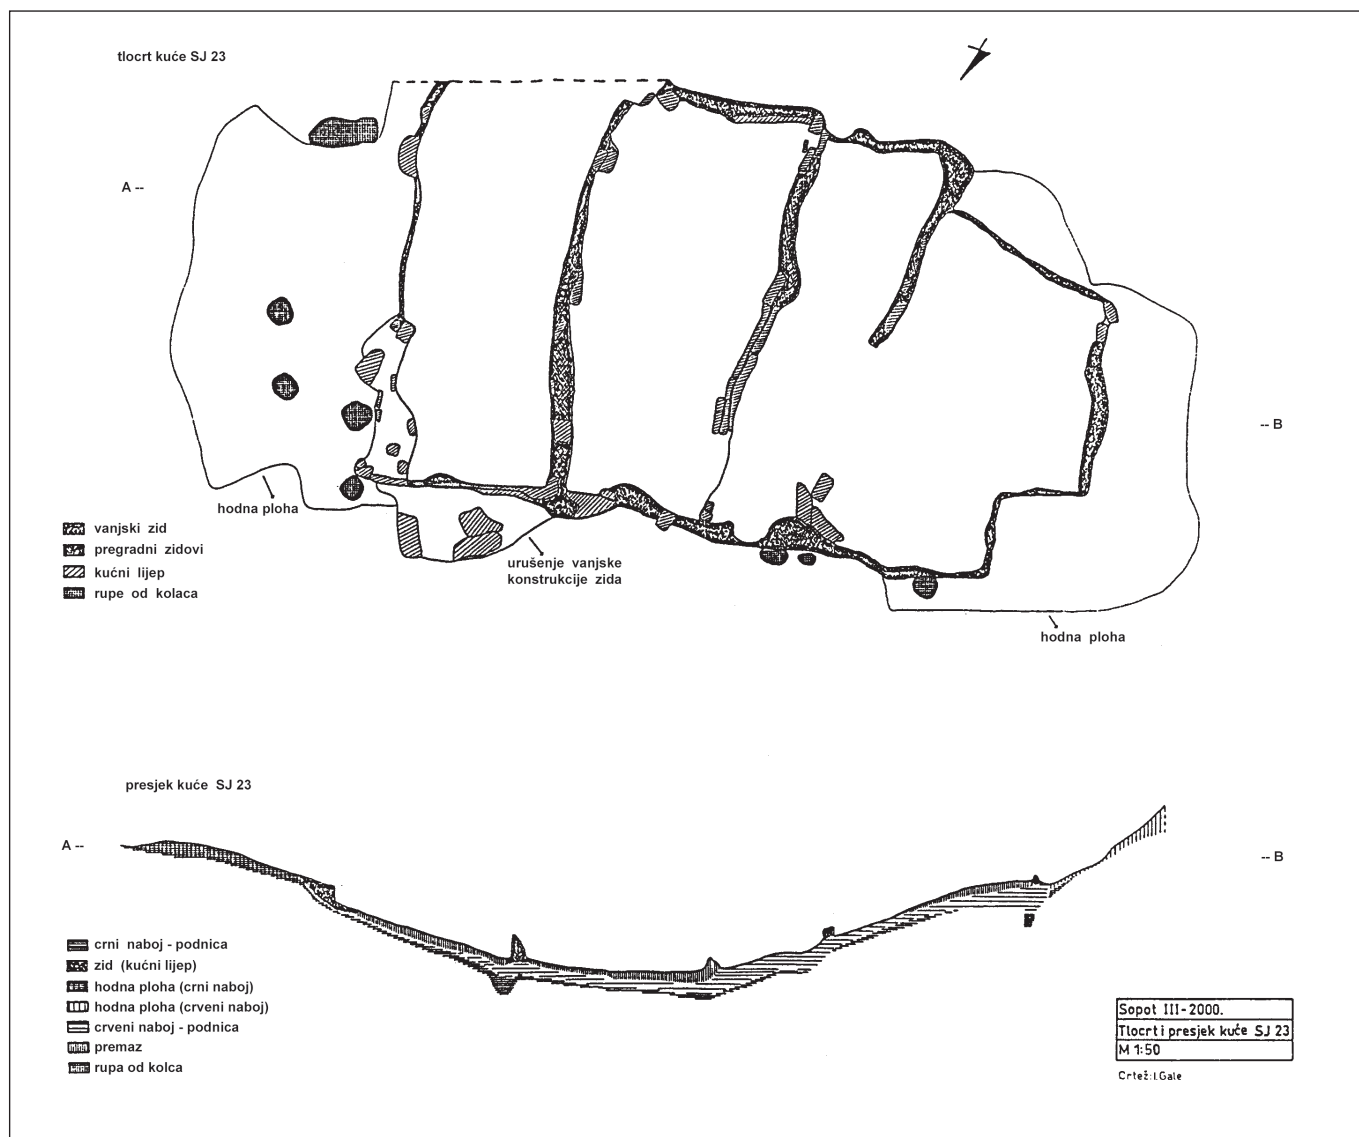 tlocrt kuće SJ 23
A --
-- B
hodna ploha
vanjski zid
pregradni zidovi
kućni lijep
rupe od kolaca
urušenje vanjske
konstrukcije zida
hodna ploha
presjek kuće SJ 23
A --
-- B
crni naboj - podnica
zid (kućni lijep)
hodna ploha (crni naboj)
hodna ploha (crveni naboj)
crveni naboj - podnica
premaz
rupa od kolca
Sopot III-2000.
Tlocrt i presjek kuće SJ 23
M 1:50
Crtež: I.Gale